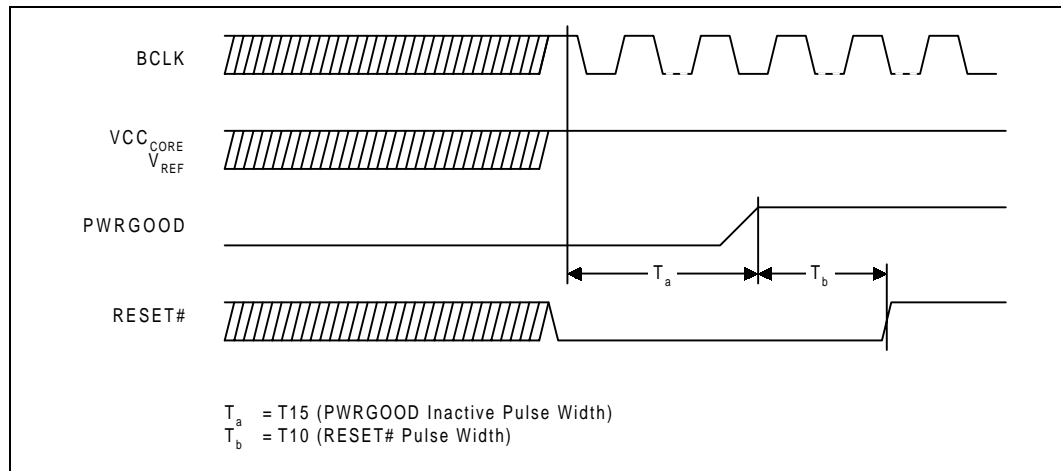 BCLK
VCC CORE
V REF
PWRGOOD
T a
T b
RESET#
T a = T15 (PWRGOOD Inactive Pulse Width)
T b = T10 (RESET# Pulse Width)